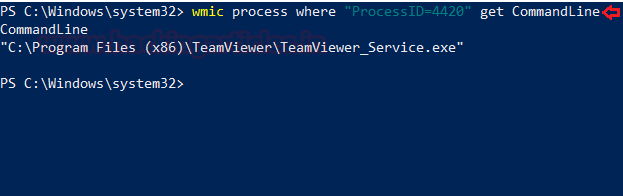 PS C:\Windows\system32> wmic process where "ProcessID=4420" get CommandLine
CommandLine
"C:\Program Files (x86)\TeamViewer\TeamViewer_Service.exe"
PS C:\Windows\system32>